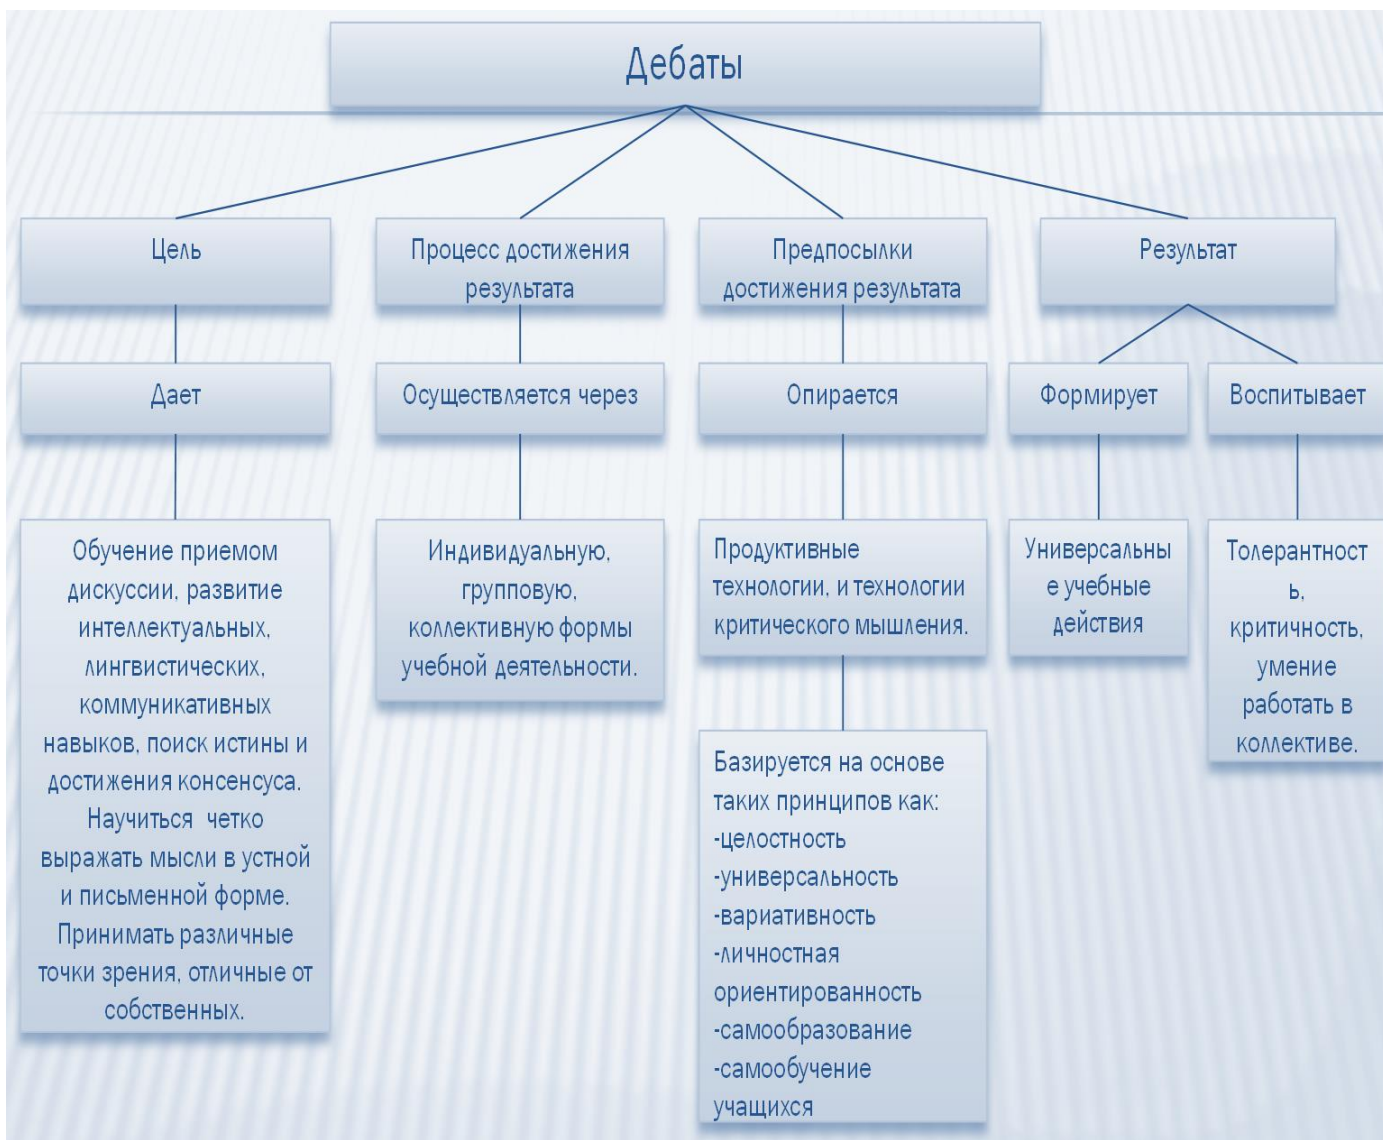 Дебаты
Цель
Процесс достижения
результата
Предпосылки
достижения результата
Результат
Дает
Осуществляется через
Опирается
Формирует
Воспитывает
Обучение приемом
дискуссии, развитие
интеллектуальных,
лингвистических,
коммуникативных
навыков, поиск истины и
достижения консенсуса.
Научиться четко
выражать мысли в устной
и письменной форме.
Принимать различные
точки зрения, отличные от
собственных.
Индивидуальную,
групповую,
коллективную формы
учебной деятельности.
Продуктивные
технологии, и технологии
критического мышления.
Базируется на основе
таких принципов как:
-целостность
-универсальность
-вариативность
-личностная
ориентированность
-самообразование
-самообучение
учащихся
Универсальны
е учебные
действия
Толерантност
ь,
критичность,
умение
работать в
коллективе.